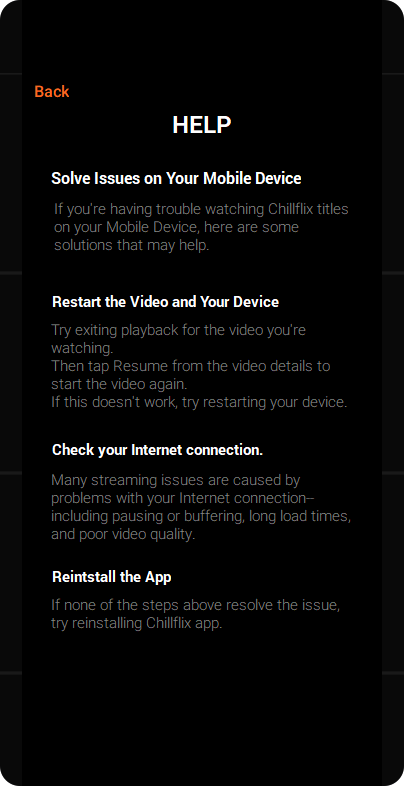 Back
HELP
Solve Issues on Your Mobile Device
If you're having trouble watching Chillflix titles
on your Mobile Device, here are some
solutions that may help.
Restart the Video and Your Device
Try exiting playback for the video you're
watching.
Then tap Resume from the video details to
start the video again.
If this doesn't work, try restarting your device.
Check your Internet connection.
Many streaming issues are caused by
problems with your Internet connection–
including pausing or buffering, long load times,
and poor video quality.
Reintstall the App
If none of the steps above resolve the issue,
try reinstalling Chillflix app.